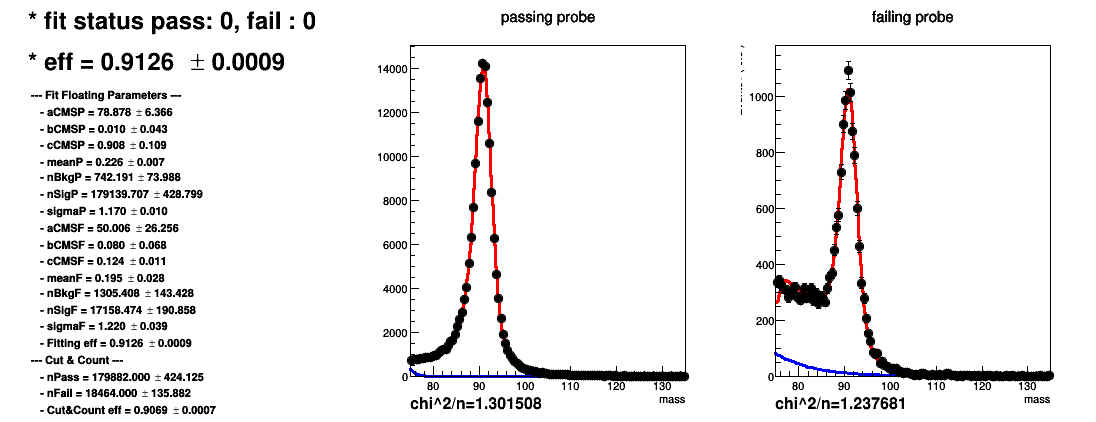 * fit status pass: 0, fail : 0
* eff = 0.9126 ± 0.0009
--- Fit Floating Parameters ---
- aCMSP = 78.878 ± 6.366
- bCMSP = 0.010 ± 0.043
- cCMSP = 0.908 ± 0.109
- meanP = 0.226 ± 0.007
- nBkgP = 742.191 ± 73.988
- nSigP = 179139.707 ± 428.799
- sigmaP = 1.170 ± 0.010
- aCMSF = 50.006 ± 26.256
- bCMSF = 0.080 ± 0.068
- cCMSF = 0.124 ± 0.011
- meanF = 0.195 ± 0.028
- nBkgF = 1305.408 ± 143.428
- nSigF = 17158.474 ± 190.858
- sigmaF = 1.220 ± 0.039
- Fitting eff = 0.9126 ± 0.0009
--- Cut & Count ---
- nPass = 179882.000 ± 424.125
- nFail = 18464.000 ± 135.882
- Cut&Count eff = 0.9069 ± 0.0007
passing probe
14000
12000
10000
8000
6000
4000
2000
0
80 90 100 110 120 130
mass
chi^2/n=1.301508
failing probe
1000
800
600
400
200
0
80 90 100 110 120 130
mass
chi^2/n=1.237681